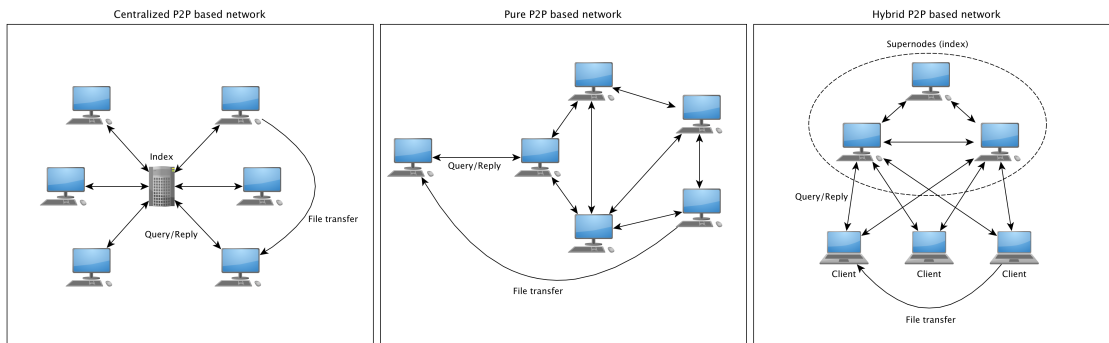 Centralized P2P based network
Index
Query/Reply
File transfer
Pure P2P based network
Query/Reply
File transfer
Hybrid P2P based network
Supernodes (index)
Query/Reply
Client
Client
Client
File transfer